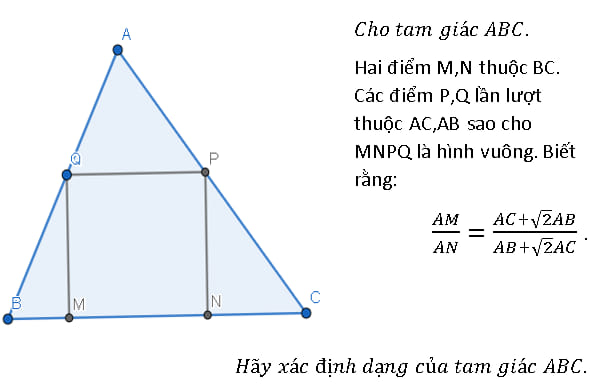 A
Cho tam giác ABC.
Hai điểm M,N thuộc BC.
Các điểm P,Q lần lượt
thuộc AC,AB sao cho
MNPQ là hình vuông. Biết
rằng:
Q
P
AM/AN = (AC+√2AB)/(AB+√2AC) .
B
M
N
C
Hãy xác định dạng của tam giác ABC.